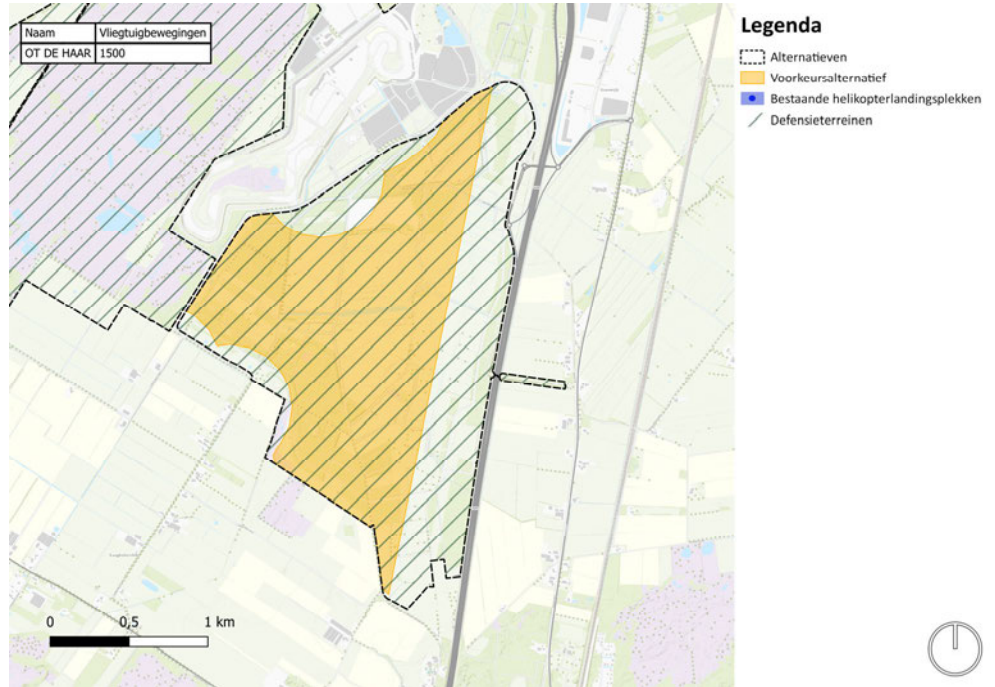 Naam Vliegtuigbewegingen
OT DE HAAR 1500
Legenda
Alternatieven
Voorkeursalternatief
Bestaande helikopterlandingsplekken
Defensieterreinen
0 0,5 1 km